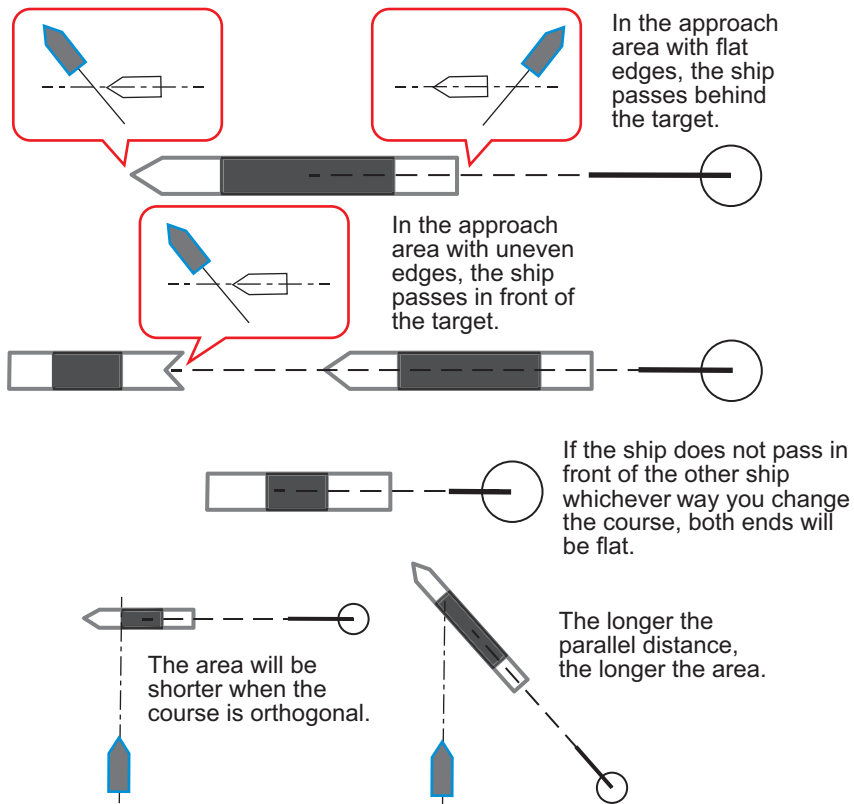 In the approach
area with flat
edges, the ship
passes behind
the target.
In the approach
area with uneven
edges, the ship
passes in front of
the target.
If the ship does not pass in
front of the other ship
whichever way you change
the course, both ends will
be flat.
The area will be
shorter when the
course is orthogonal.
The longer the
parallel distance,
the longer the area.